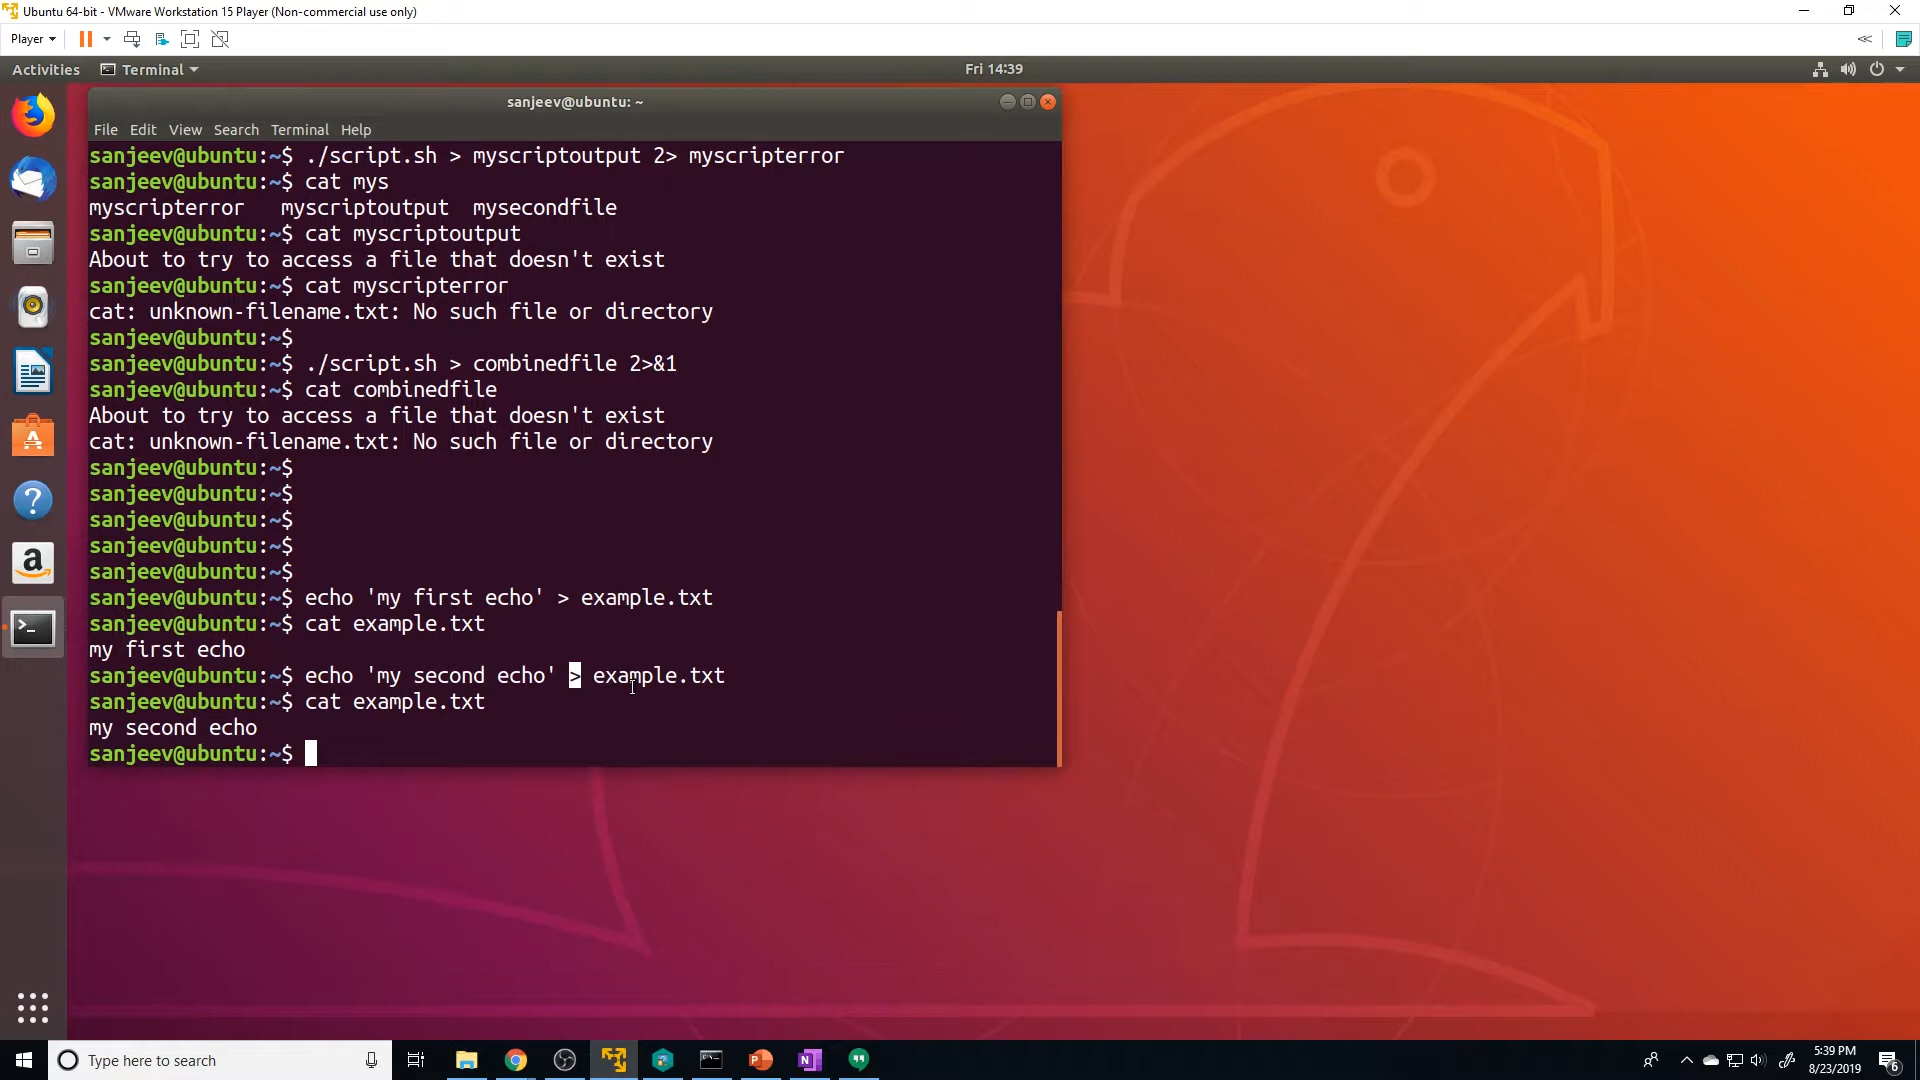 Ubuntu 64-bit - VMware Workstation 15 Player (Non-commercial use only)
Player
Activities Terminal Fri 14:39
sanjeev@ubuntu: ~
File Edit View Search Terminal Help
sanjeev@ubuntu:~$ ./script.sh > myscriptoutput 2> myscripterror
sanjeev@ubuntu:~$ cat mys
myscripterror myscriptoutput mysecondfile
sanjeev@ubuntu:~$ cat myscriptoutput
About to try to access a file that doesn't exist
sanjeev@ubuntu:~$ cat myscripterror
cat: unknown-filename.txt: No such file or directory
sanjeev@ubuntu:~$
sanjeev@ubuntu:~$ ./script.sh > combinedfile 2>&1
sanjeev@ubuntu:~$ cat combinedfile
About to try to access a file that doesn't exist
cat: unknown-filename.txt: No such file or directory
sanjeev@ubuntu:~$
sanjeev@ubuntu:~$
sanjeev@ubuntu:~$
sanjeev@ubuntu:~$
sanjeev@ubuntu:~$
sanjeev@ubuntu:~$ echo 'my first echo' > example.txt
sanjeev@ubuntu:~$ cat example.txt
my first echo
sanjeev@ubuntu:~$ echo 'my second echo' > example.txt
sanjeev@ubuntu:~$ cat example.txt
my second echo
sanjeev@ubuntu:~$
Type here to search
5:39 PM
8/23/2019
6